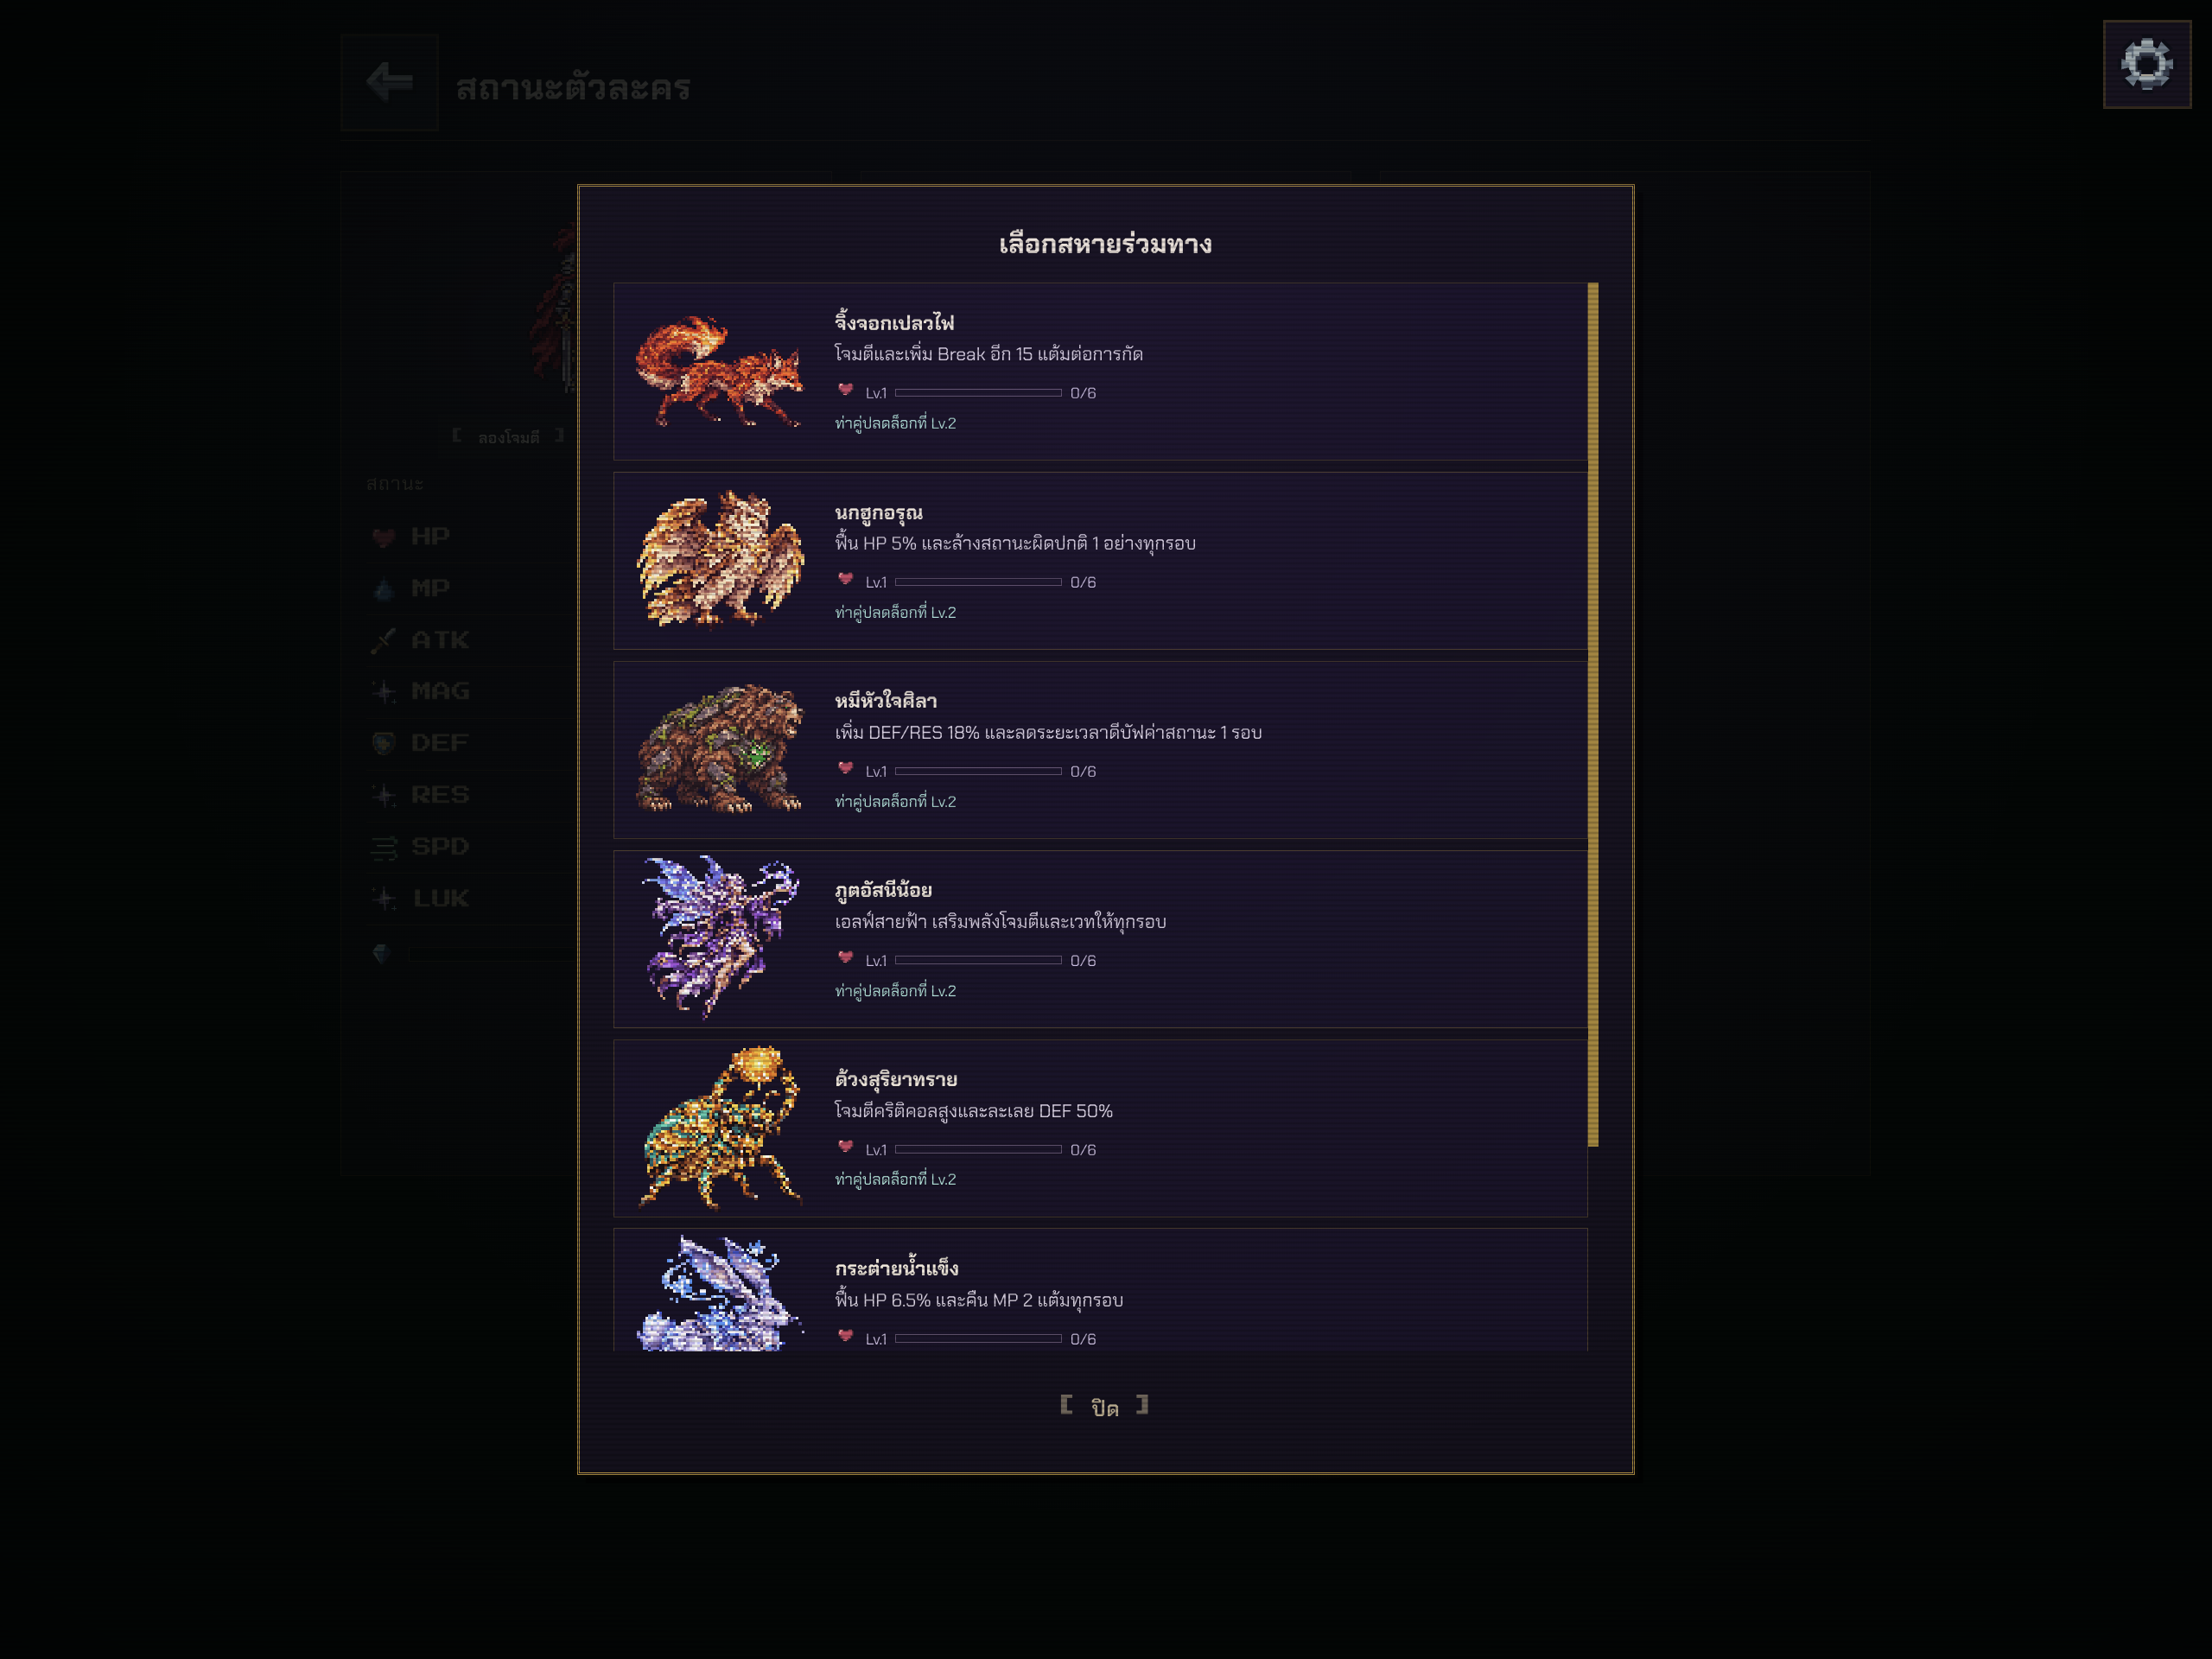 สถานะตัวละคร
เลือกสหายร่วมทาง
จิ้งจอกเปลวไฟ
โจมตีและเพิ่ม Break อีก 15 แต้มต่อการกัด
Lv.1 0/6
ท่าคู่ปลดล็อกที่ Lv.2
[ ลองโจมตี ]
สถานะ
HP
MP
ATK
MAG
DEF
RES
SPD
LUK
นกฮูกอรุณ
ฟื้น HP 5% และล้างสถานะผิดปกติ 1 อย่างทุกรอบ
Lv.1 0/6
ท่าคู่ปลดล็อกที่ Lv.2
หมีหัวใจศิลา
เพิ่ม DEF/RES 18% และลดระยะเวลาดีบัฟค่าสถานะ 1 รอบ
Lv.1 0/6
ท่าคู่ปลดล็อกที่ Lv.2
ภูตอัสนีน้อย
เอลฟ์สายฟ้า เสริมพลังโจมตีและเวทให้ทุกรอบ
Lv.1 0/6
ท่าคู่ปลดล็อกที่ Lv.2
ด้วงสุริยาทราย
โจมตีคริติคอลสูงและละเลย DEF 50%
Lv.1 0/6
ท่าคู่ปลดล็อกที่ Lv.2
กระต่ายน้ำแข็ง
ฟื้น HP 6.5% และคืน MP 2 แต้มทุกรอบ
Lv.1 0/6
[ ปิด ]